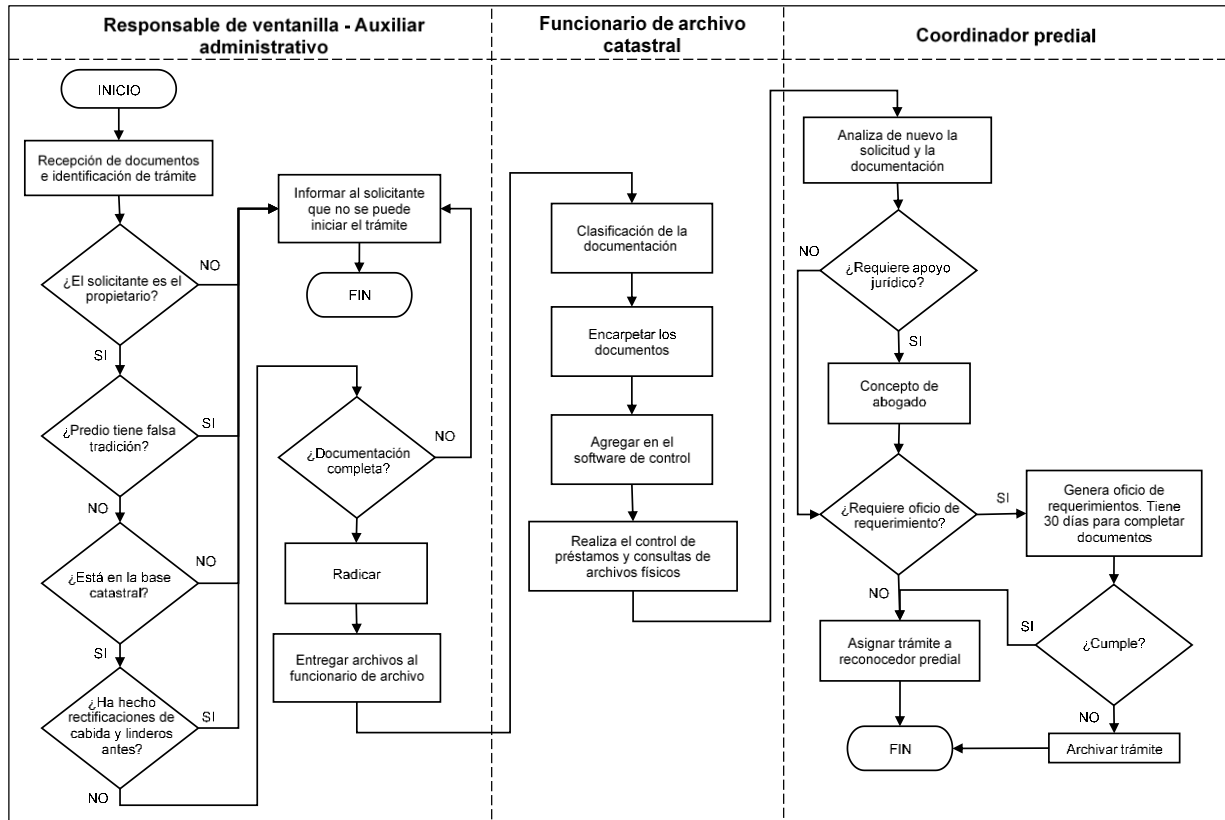 Responsable de ventanilla - Auxiliar
administrativo
INICIO
Recepción de documentos
e identificación de trámite
¿El solicitante es el
propietario?
NO
SI
¿Predio tiene falsa
tradición?
SI
NO
¿Está en la base
catastral?
NO
SI
¿Ha hecho
rectificaciones de
cabida y linderos
antes?
SI
NO
Informar al solicitante
que no se puede
iniciar el trámite
FIN
¿Documentación
completa?
NO
Radicar
Entregar archivos al
funcionario de archivo
Funcionario de archivo
catastral
Clasificación de la
documentación
Encarpetar los
documentos
Agregar en el
software de control
Realiza el control de
préstamos y consultas de
archivos físicos
Coordinador predial
Analiza de nuevo la
solicitud y la
documentación
NO
¿Requiere apoyo
jurídico?
SI
Concepto de
abogado
¿Requiere oficio de
requerimiento?
SI
Genera oficio de
requerimientos. Tiene
30 días para completar
documentos
NO
SI
¿Cumple?
Asignar trámite a
reconocedor predial
NO
FIN
Archivar trámite